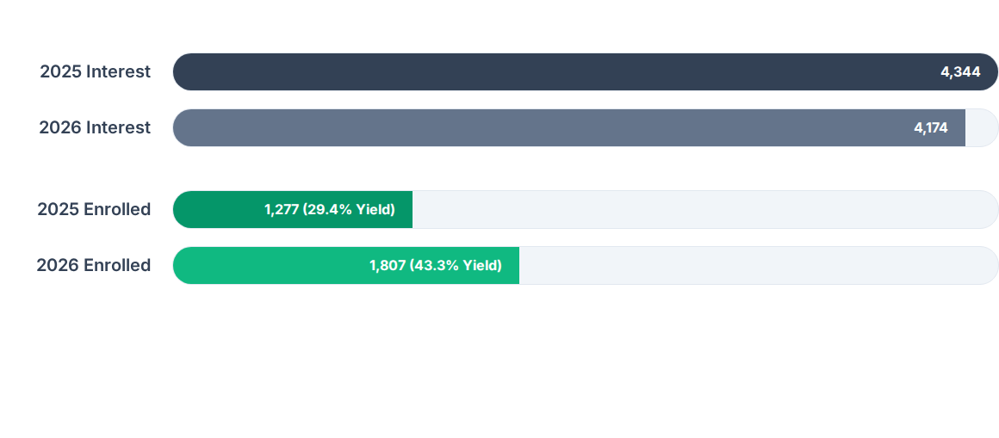 2025 Interest 4,344
2026 Interest 4,174
2025 Enrolled 1,277 (29.4% Yield)
2026 Enrolled 1,807 (43.3% Yield)